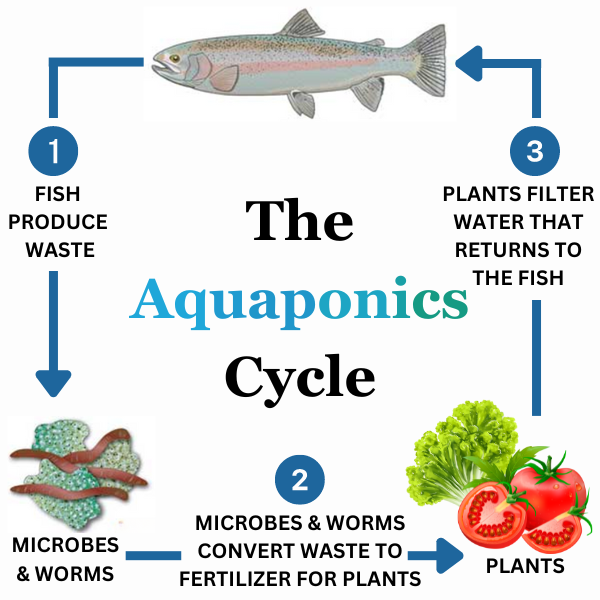 1
FISH
PRODUCE
WASTE
The
Aquaponics
Cycle
3
PLANTS FILTER
WATER THAT
RETURNS TO
THE FISH
MICROBES
& WORMS
2
MICROBES & WORMS
CONVERT WASTE TO
FERTILIZER FOR PLANTS
PLANTS